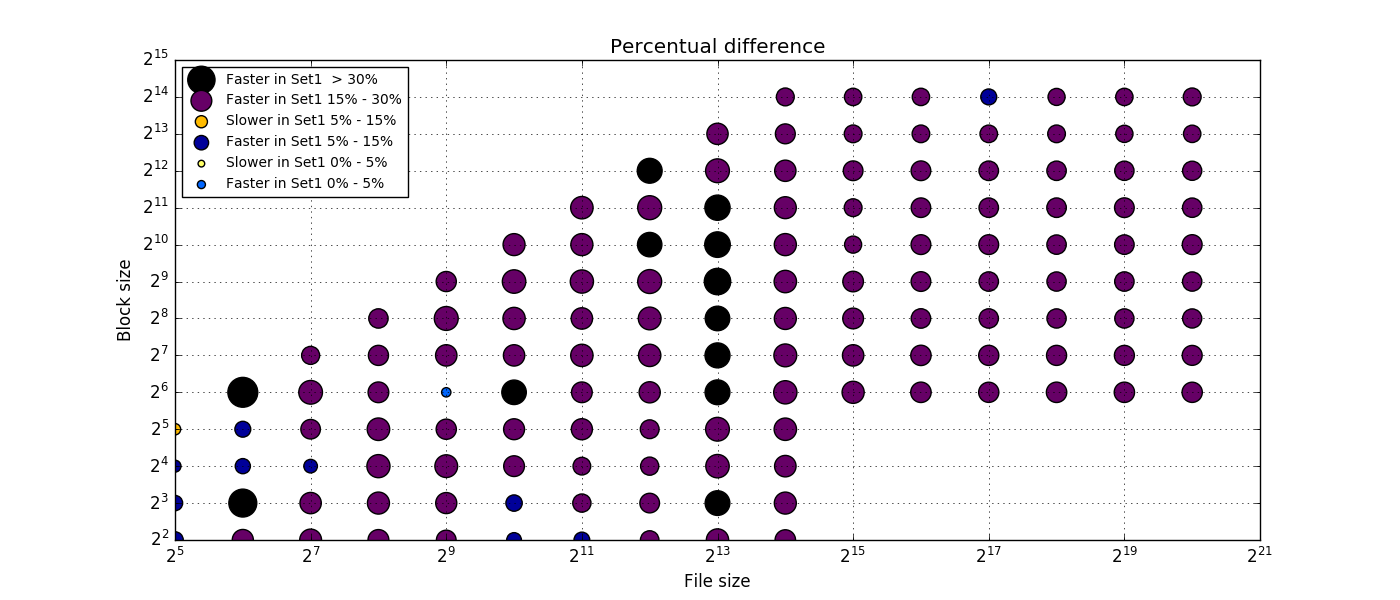 Percentual difference
Faster in Set1  > 30%
Faster in Set1 15% - 30%
Slower in Set1 5% - 15%
Faster in Set1 5% - 15%
Slower in Set1 0% - 5%
Faster in Set1 0% - 5%
Block size
2^15
2^14
2^13
2^12
2^11
2^10
2^9
2^8
2^7
2^6
2^5
2^4
2^3
2^2
2^5 2^7 2^9 2^11 2^13 2^15 2^17 2^19 2^21
File size